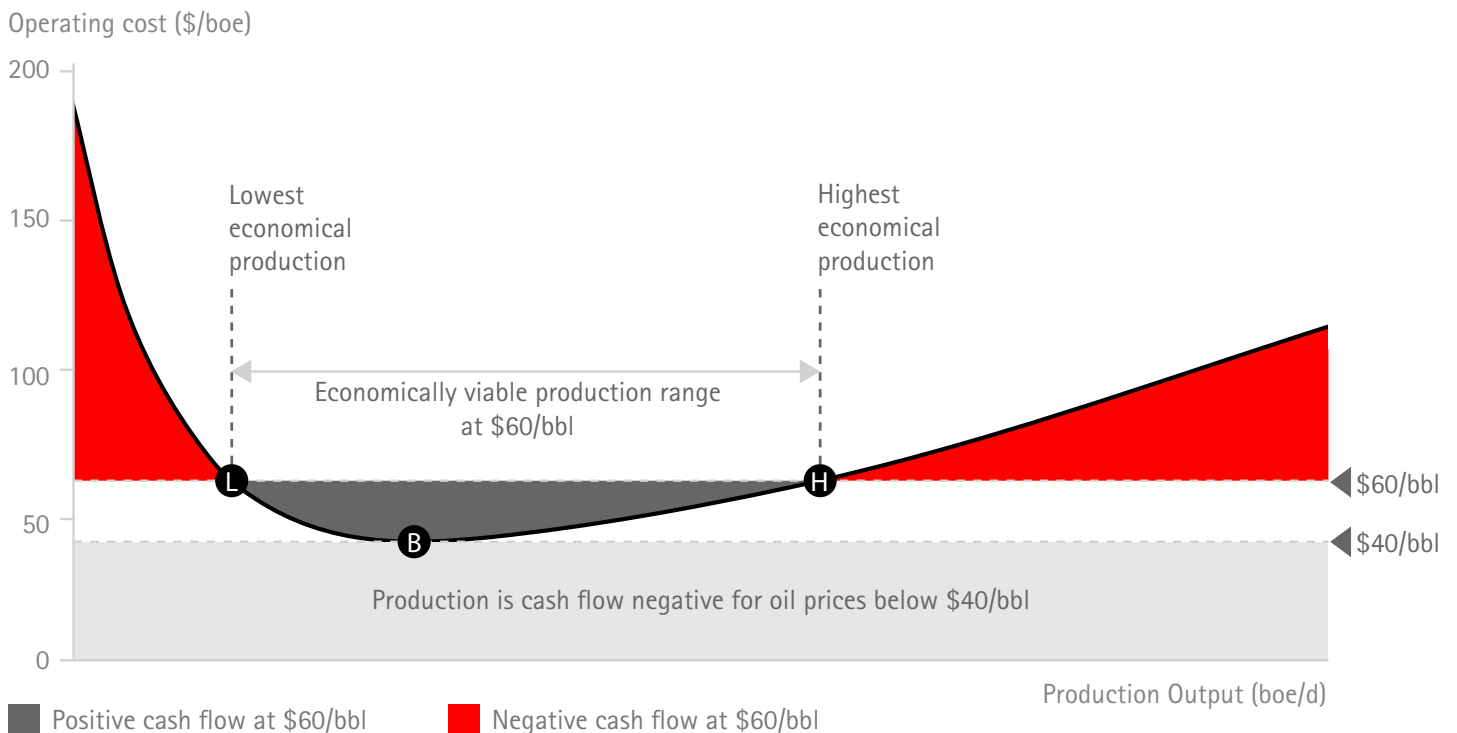 Operating cost ($/boe)
200
150
100
50
0
Lowest
economical
production
Highest
economical
production
Economically viable production range
at $60/bbl
L
H
B
$60/bbl
$40/bbl
Production is cash flow negative for oil prices below $40/bbl
Production Output (boe/d)
Positive cash flow at $60/bbl
Negative cash flow at $60/bbl